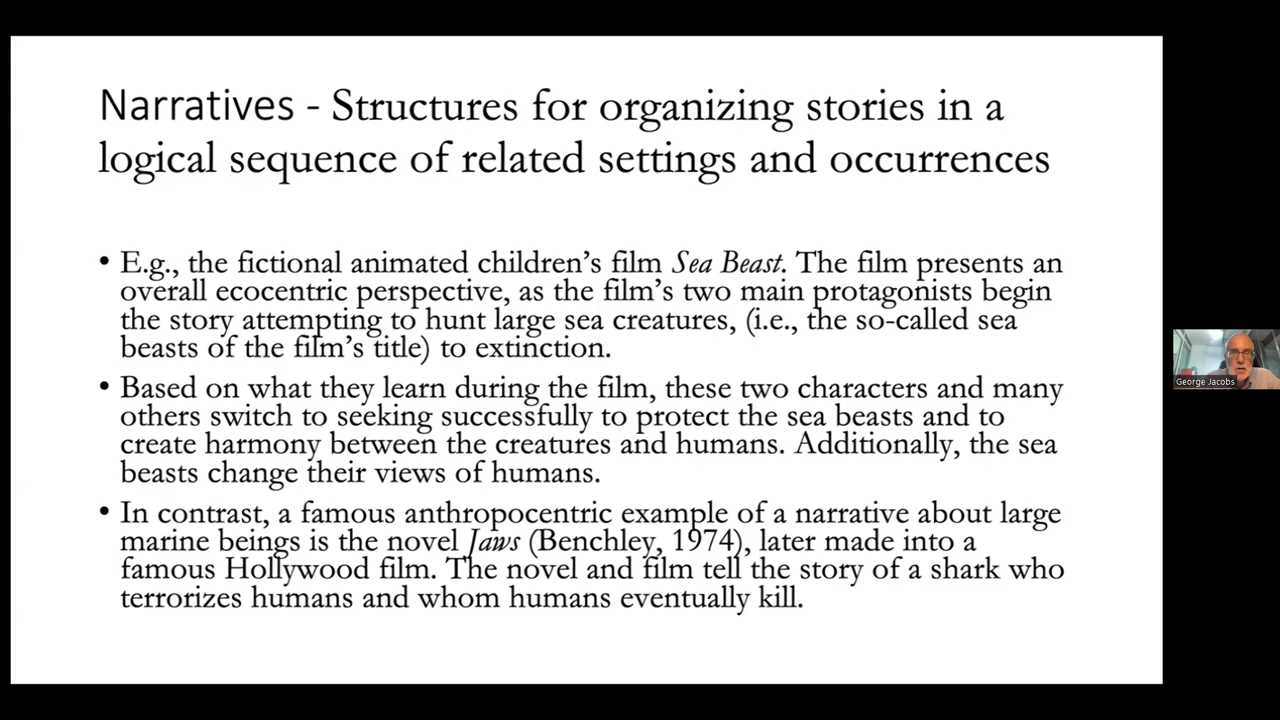 Narratives - Structures for organizing stories in a
logical sequence of related settings and occurrences
• E.g., the fictional animated children's film Sea Beast. The film presents an
overall ecocentric perspective, as the film's two main protagonists begin
the story attempting to hunt large sea creatures, (i.e., the so-called sea
beasts of the film's title) to extinction.
• Based on what they learn during the film, these two characters and many
others switch to seeking successfully to protect the sea beasts and to
create harmony between the creatures and humans. Additionally, the sea
beasts change their views of humans.
• In contrast, a famous anthropocentric example of a narrative about large
marine beings is the novel Jaws (Benchley, 1974), later made into a
famous Hollywood film. The novel and film tell the story of a shark who
terrorizes humans and whom humans eventually kill.
George Jacobs